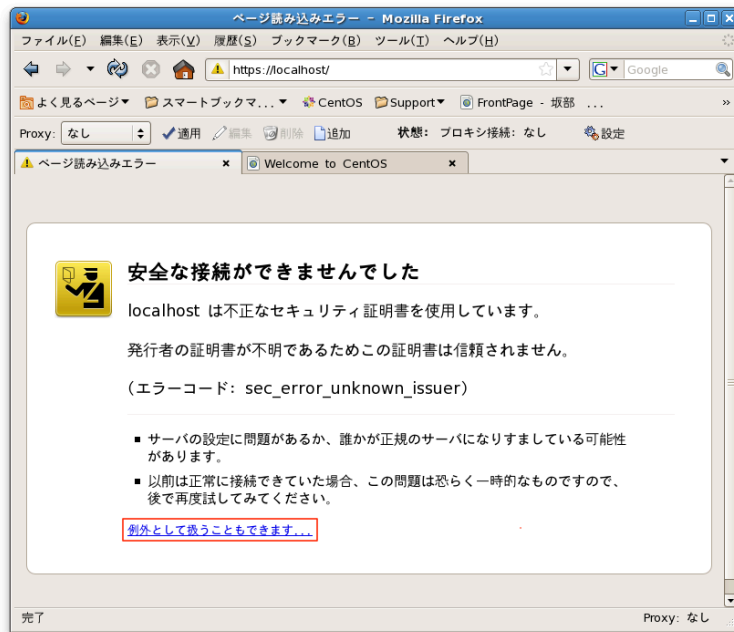 ページ読み込みエラー – Mozilla Firefox
ファイル(F) 編集(E) 表示(V) 履歴(S) ブックマーク(B) ツール(T) ヘルプ(H)
https://localhost/ G Google
よく見るページ スマートブックマ... CentOS Support FrontPage - 坂部 ... »
Proxy: なし 適用 編集 削除 追加 状態: プロキシ接続: なし 設定
ページ読み込みエラー Welcome to CentOS
安全な接続ができませんでした
localhost は不正なセキュリティ証明書を使用しています。
発行者の証明書が不明であるためこの証明書は信頼されません。
(エラーコード: sec_error_unknown_issuer)
サーバの設定に問題があるか、誰かが正規のサーバになりすましている可能性
があります。
以前は正常に接続できていた場合、この問題は恐らく一時的なものですので、
後で再度試してみてください。
例外として扱うこともできます...
完了 Proxy: なし